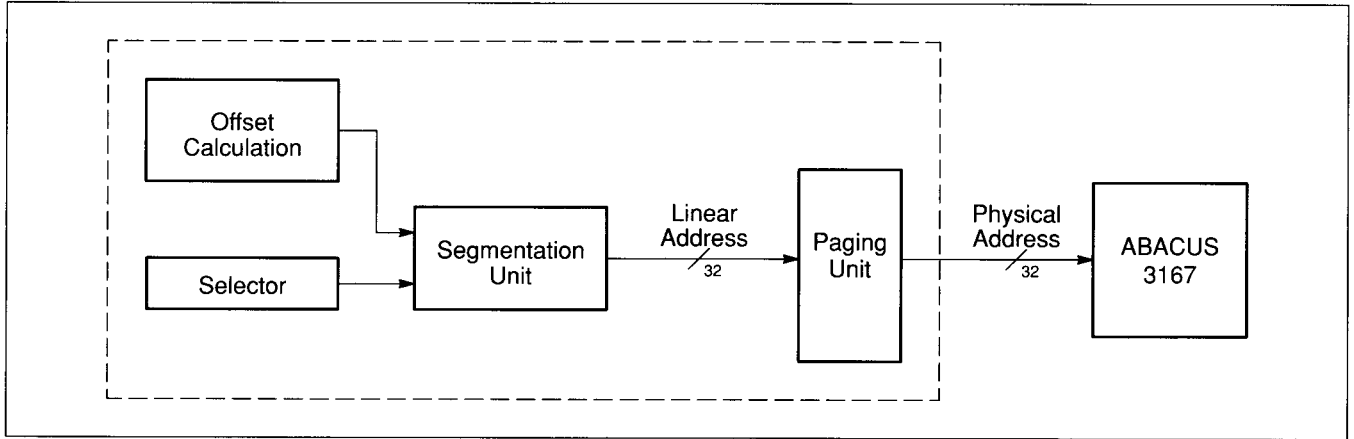 Offset
Calculation
Selector
Segmentation
Unit
Linear
Address
32
Paging
Unit
Physical
Address
32
ABACUS
3167